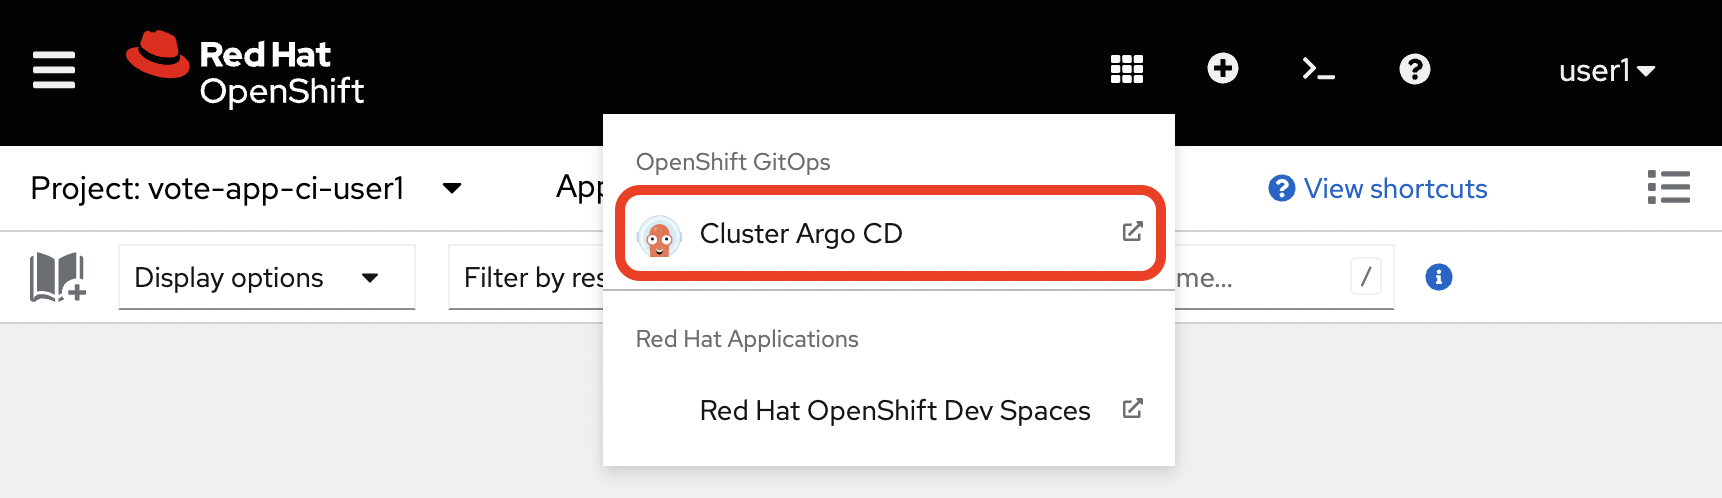 Red Hat
OpenShift
user1
OpenShift GitOps
Project: vote-app-ci-user1
App
View shortcuts
Cluster Argo CD
Display options
Filter by res
me...
/
Red Hat Applications
Red Hat OpenShift Dev Spaces